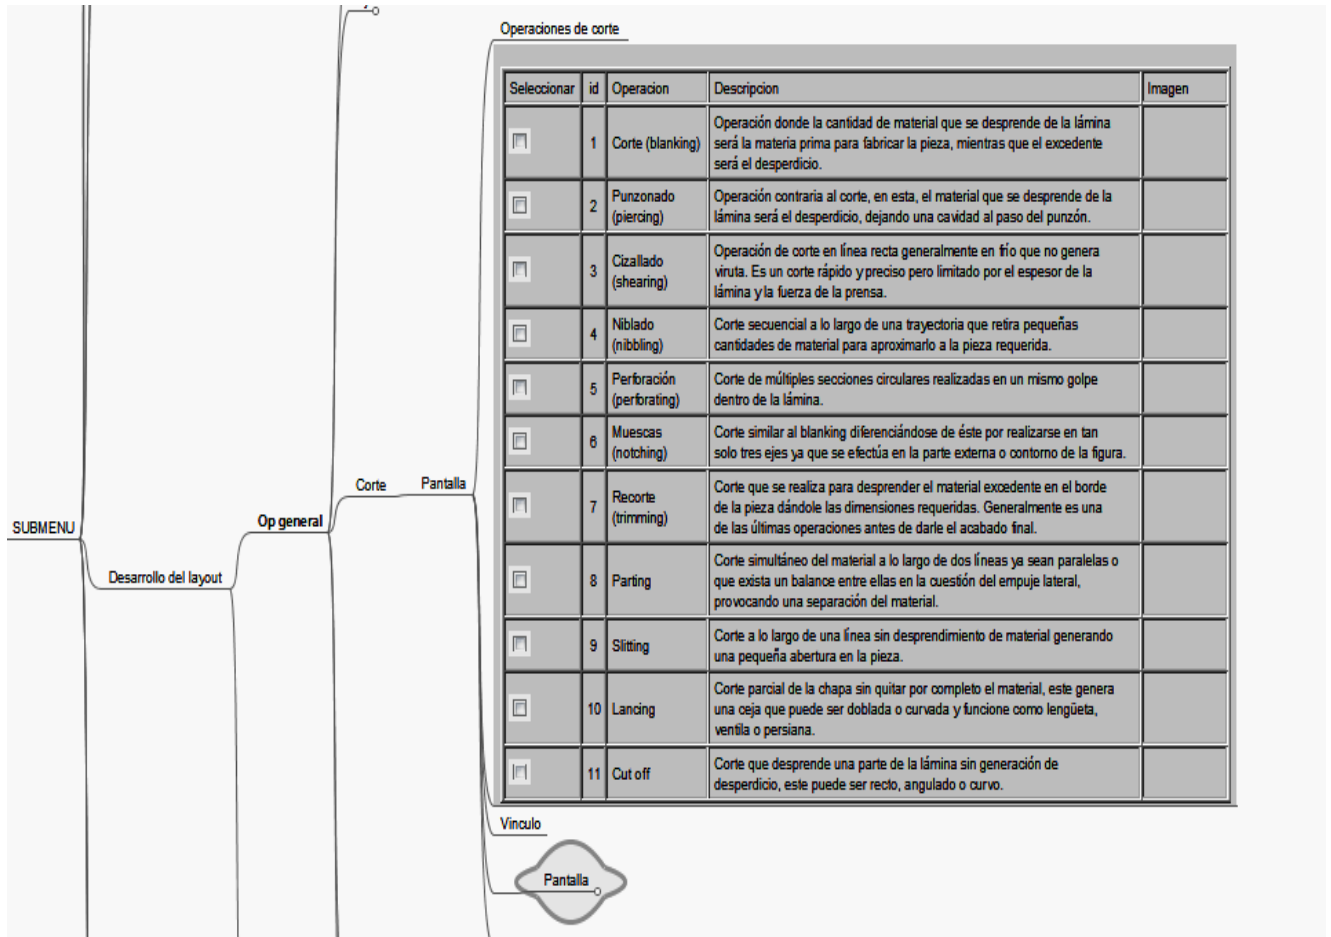 Operaciones de corte
Seleccionar id Operacion Descripcion Imagen
1 Corte (blanking) Operación donde la cantidad de material que se desprende de la lámina
será la materia prima para fabricar la pieza, mientras que el excedente
será el desperdicio.
2 Punzonado
(piercing)
Operación contraria al corte, en esta, el material que se desprende de la
lámina será el desperdicio, dejando una cavidad al paso del punzón.
3 Cizallado
(shearing)
Operación de corte en línea recta generalmente en frío que no genera
viruta. Es un corte rápido y preciso pero limitado por el espesor de la
lámina y la fuerza de la prensa.
4 Niblado
(nibbling)
Corte secuencial a lo largo de una trayectoria que retira pequeñas
cantidades de material para aproximarlo a la pieza requerida.
5 Perforación
(perforating)
Corte de múltiples secciones circulares realizadas en un mismo golpe
dentro de la lámina.
6 Muescas
(notching)
Corte similar al blanking diferenciándose de éste por realizarse en tan
solo tres ejes ya que se efectúa en la parte externa o contorno de la figura.
7 Recorte
(trimming)
Corte que se realiza para desprender el material excedente en el borde
de la pieza dándole las dimensiones requeridas. Generalmente es una
de las últimas operaciones antes de darle el acabado final.
8 Parting
Corte simultáneo del material a lo largo de dos líneas ya sean paralelas o
que exista un balance entre ellas en la cuestión del empuje lateral,
provocando una separación del material.
9 Slitting
Corte a lo largo de una línea sin desprendimiento de material generando
una pequeña abertura en la pieza.
10 Lancing
Corte parcial de la chapa sin quitar por completo el material, este genera
una ceja que puede ser doblada o curvada y funcione como lengüeta,
ventila o persiana.
11 Cut off
Corte que desprende una parte de la lámina sin generación de
desperdicio, este puede ser recto, angulado o curvo.
Corte
Pantalla
Op general
SUBMENU
Desarrollo del layout
Vinculo
Pantalla